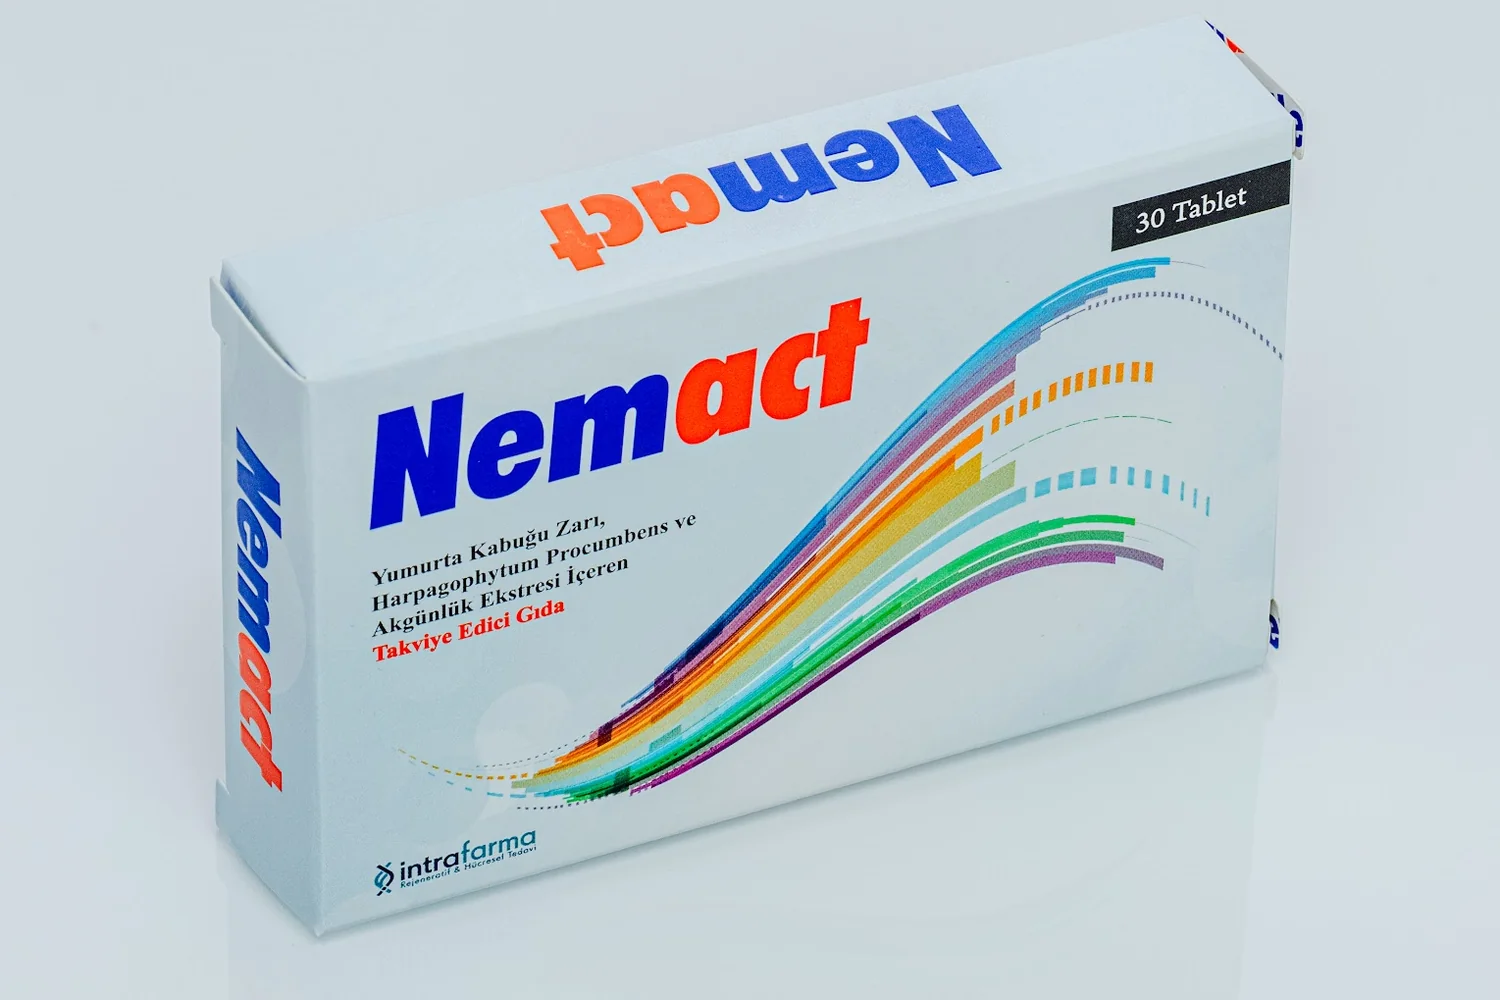 Nemact
30 Tablet
Nemact
Yumurta Kabuğu Zarı,
Harpagophytum Procumbens ve
Akgünlük Ekstresi İçeren
Takviye Edici Gıda
Nemact
intrafarma
Rejeneratif & Hücresel Tedavi